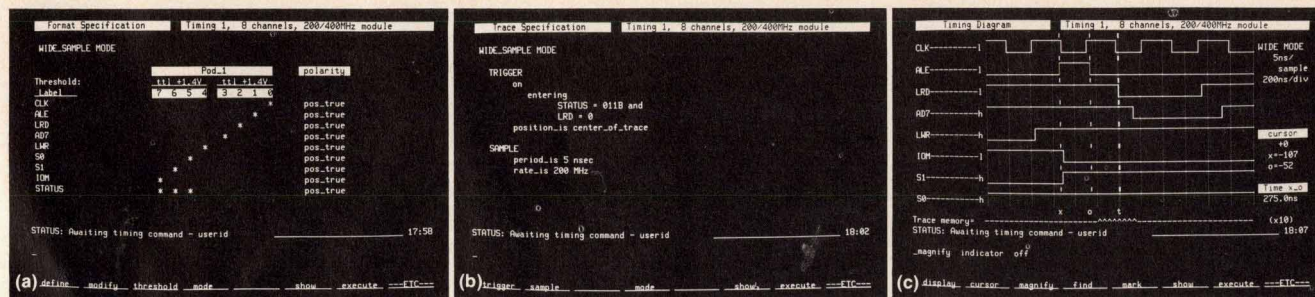 Format Specification Timing 1, 8 channels, 200/400MHz module
WIDE_SAMPLE MODE
Pod_1 polarity
Threshold: ttl +1.4V ttl +1.4V
Label 7 6 5 4 3 2 1 0
CLK * pos_true
ALE * pos_true
LRD * pos_true
AD7 * pos_true
LWR * pos_true
S0 * pos_true
S1 * pos_true
IOM * pos_true
STATUS * * * pos_true
STATUS: Awaiting timing command - userid 17:58
(a) define modify threshold mode show execute ---ETC---
Trace Specification Timing 1, 8 channels, 200/400MHz module
WIDE_SAMPLE MODE
TRIGGER
on
entering
STATUS = 011B and
LRD = 0
position_is center_of_trace
SAMPLE
period_is 5 nsec
rate_is 200 MHz
STATUS: Awaiting timing command - userid 18:02
(b) trigger sample mode show execute ---ETC---
Timing Diagram Timing 1, 8 channels, 200/400MHz module
CLK----------l WIDE MODE
5ns/
ALE----------l sample
200ns/div
LRD----------l
AD7----------h
LWR----------h cursor
+0
IOM----------l x=-107
o=-52
S1----------h
Time x_o
S0----------h 275.0ns
x o t
Trace memory= (x10)
STATUS: Awaiting timing command - userid 18:07
_magnify indicator off
(c) display cursor magnify find mark show execute ---ETC---